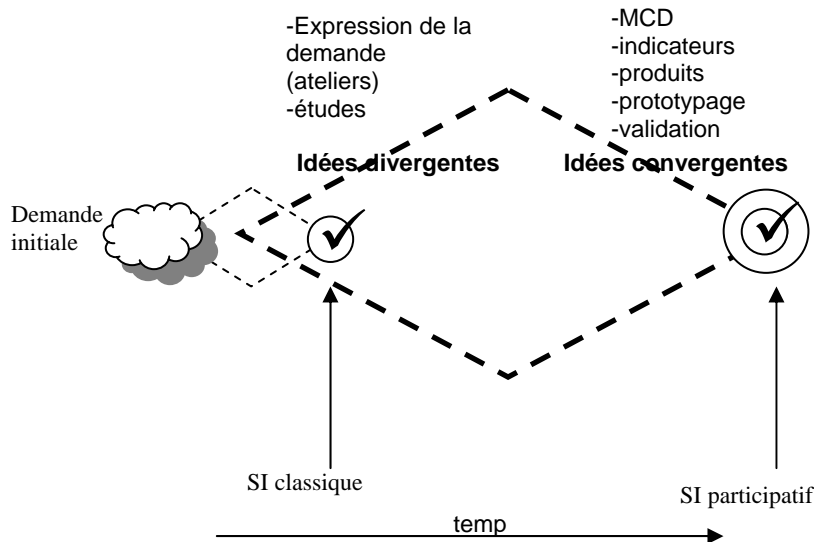 -Expression de la
demande
(ateliers)
-études
-MCD
-indicateurs
-produits
-prototypage
-validation
Idées divergentes
Idées convergentes
Demande
initiale
SI classique
SI participatif
temp